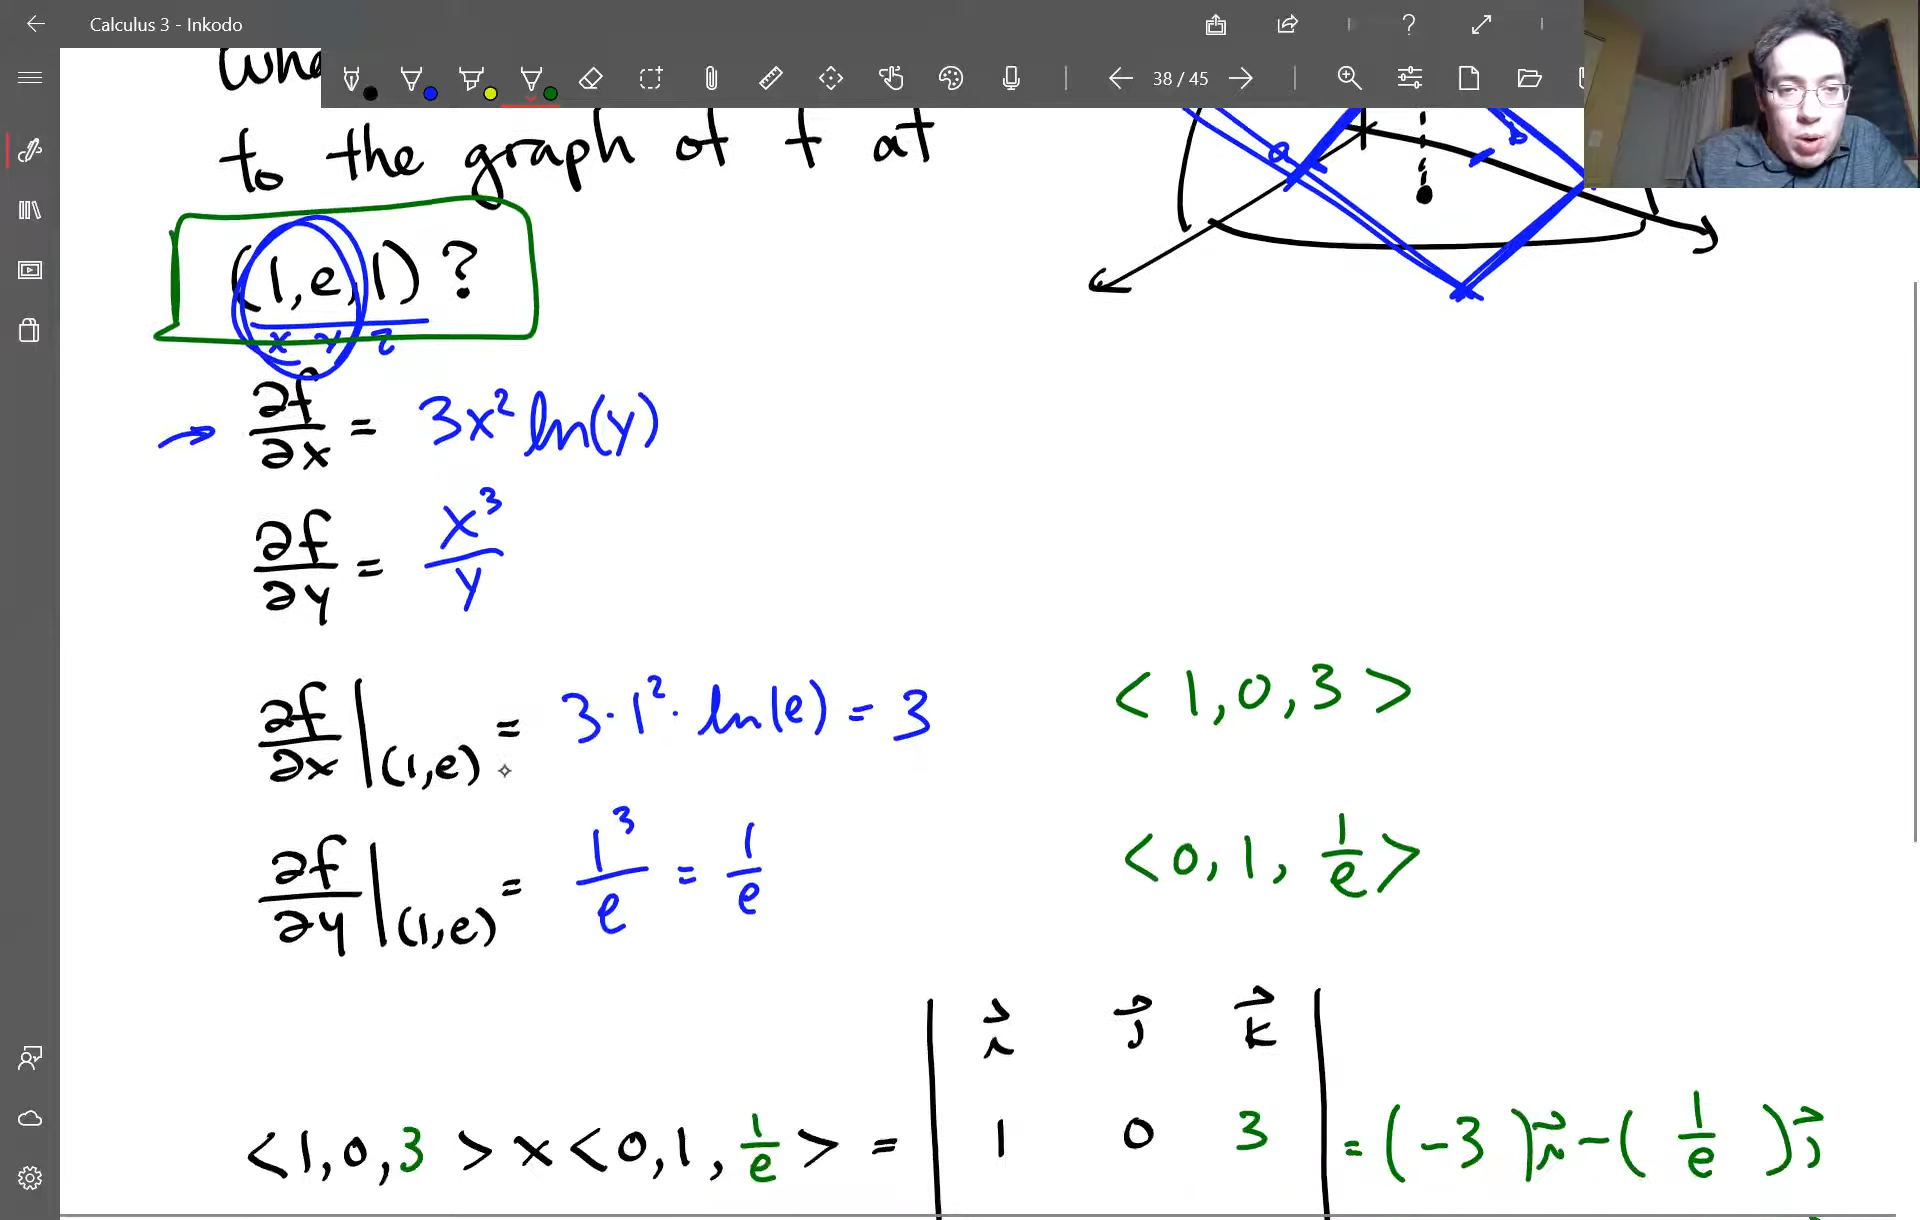 Calculus 3 - Inkodo
38 / 45
to the graph of f at
(1,e,1)?
x y z
∂f/∂x = 3x² ln(y)
∂f/∂y = x³/y
∂f/∂x |(1,e) = 3·1²· ln(e) = 3
<1,0,3>
∂f/∂y |(1,e) = 1³/e = 1/e
<0,1,1/e>
i j k
<1,0,3> x <0,1,1/e> = | 1 0 3 | = (-3)i - (1/e)j
a
b